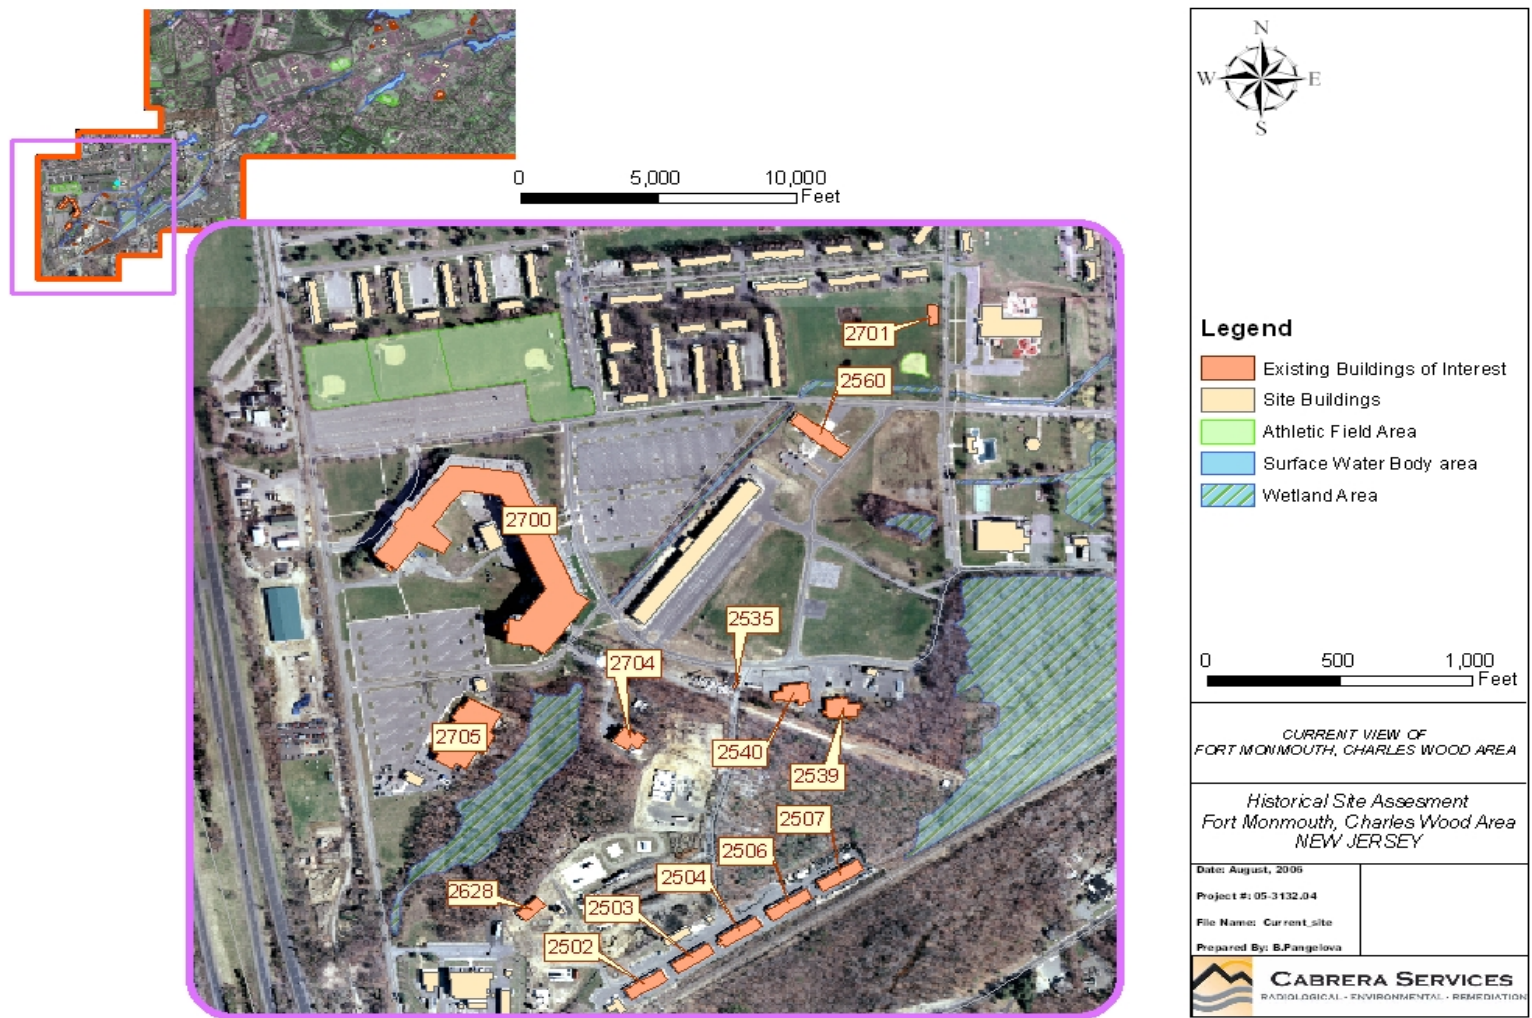 0 5,000 10,000
Feet
2701
2560
2700
2535
2704
2705
2540
2539
2507
2506
2504
2628
2503
2502
N
W E
S
Legend
Existing Buildings of Interest
Site Buildings
Athletic Field Area
Surface Water Body area
Wetland Area
0 500 1,000
Feet
CURRENT VIEW OF
FORT MONMOUTH, CHARLES WOOD AREA
Historical Site Assesment
Fort Monmouth, Charles Wood Area
NEW JERSEY
Date: August, 2006
Project #: 05-3132.04
File Name: Current_site
Prepared By: B.Pangelova
CABRERA SERVICES
RADIOLOGICAL · ENVIRONMENTAL · REMEDIATION